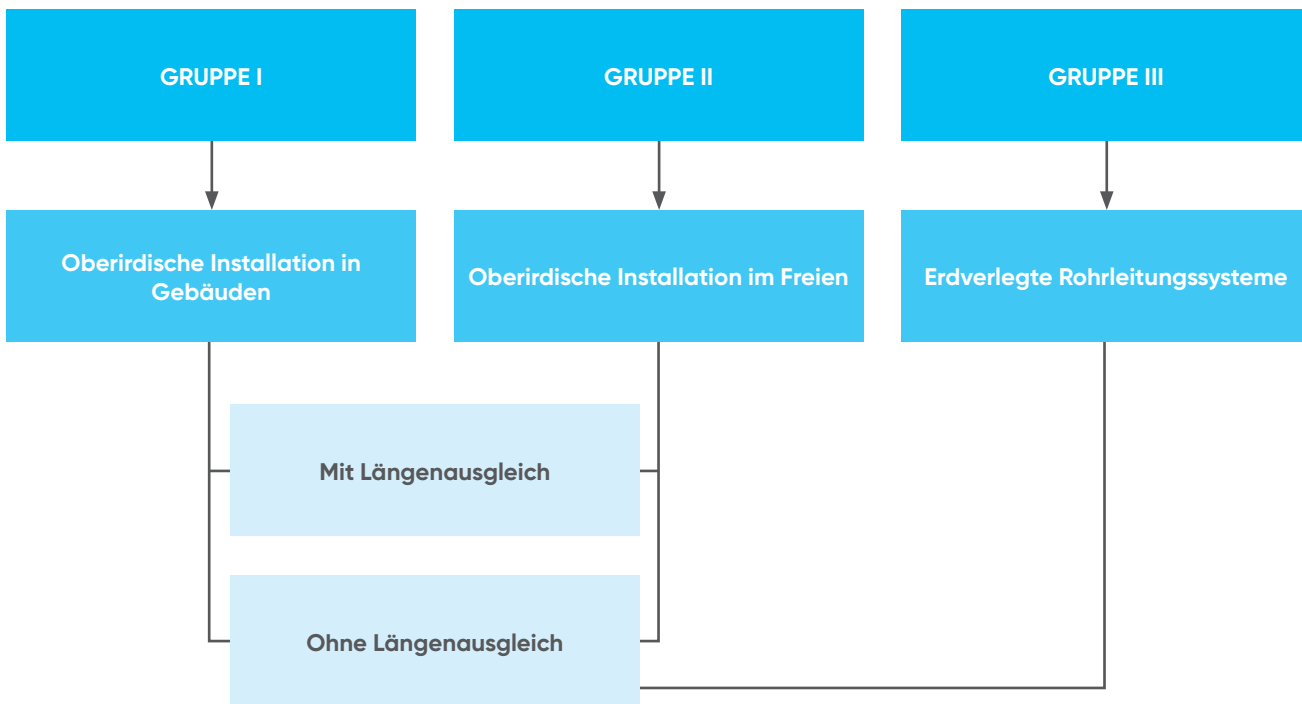 GRUPPE I
GRUPPE II
GRUPPE III
Oberirdische Installation in
Gebäuden
Oberirdische Installation im Freien
Erdverlegte Rohrleitungssysteme
Mit Längenausgleich
Ohne Längenausgleich